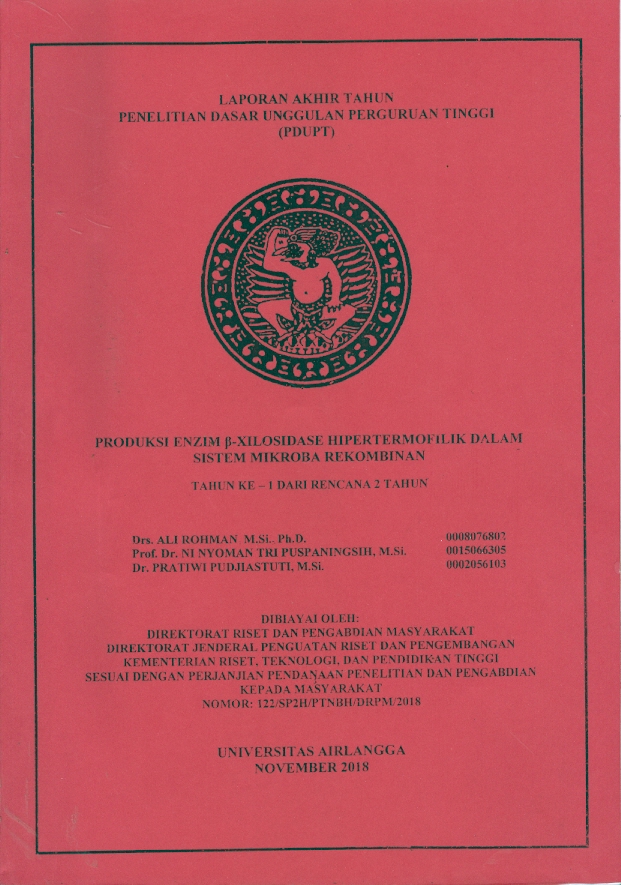 LAPORAN AKHIR TAHUN
PENELITIAN DASAR UNGGULAN PERGURUAN TINGGI
(PDUPT)
PRODUKSI ENZIM β-XILOSIDASE HIPERTERMOFILIK DALAM
SISTEM MIKROBA REKOMBINAN
TAHUN KE – 1 DARI RENCANA 2 TAHUN
Drs. ALI ROHMAN M.Si., Ph.D. 0008076802
Prof. Dr. NI NYOMAN TRI PUSPANINGSIH, M.Si. 0015066305
Dr. PRATIWI PUDJIASTUTI, M.Si. 0002056103
DIBIAYAI OLEH:
DIREKTORAT RISET DAN PENGABDIAN MASYARAKAT
DIREKTORAT JENDERAL PENGUATAN RISET DAN PENGEMBANGAN
KEMENTERIAN RISET, TEKNOLOGI, DAN PENDIDIKAN TINGGI
SESUAI DENGAN PERJANJIAN PENDANAAN PENELITIAN DAN PENGABDIAN
KEPADA MASYARAKAT
NOMOR: 122/SP2H/PTNBH/DRPM/2018
UNIVERSITAS AIRLANGGA
NOVEMBER 2018